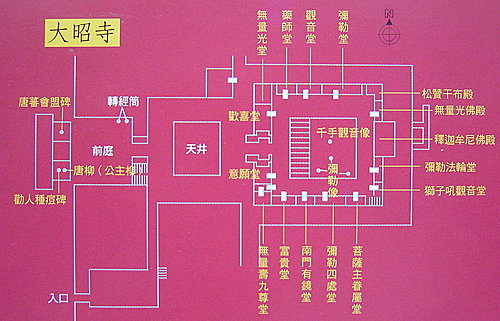 大昭寺
N
無量光堂
藥師堂
觀音堂
彌勒堂
唐蕃會盟碑
轉經筒
歡喜堂
松贊干布殿
無量光佛殿
千手觀音像
釋迦牟尼佛殿
前庭
天井
唐柳(公主柳
意願堂
彌勒像
彌勒法輪堂
勸人種痘碑
獅子吼觀音堂
無量壽九尊堂
富貴堂
南門有鏡堂
彌勒四處堂
菩薩主眷屬堂
入口